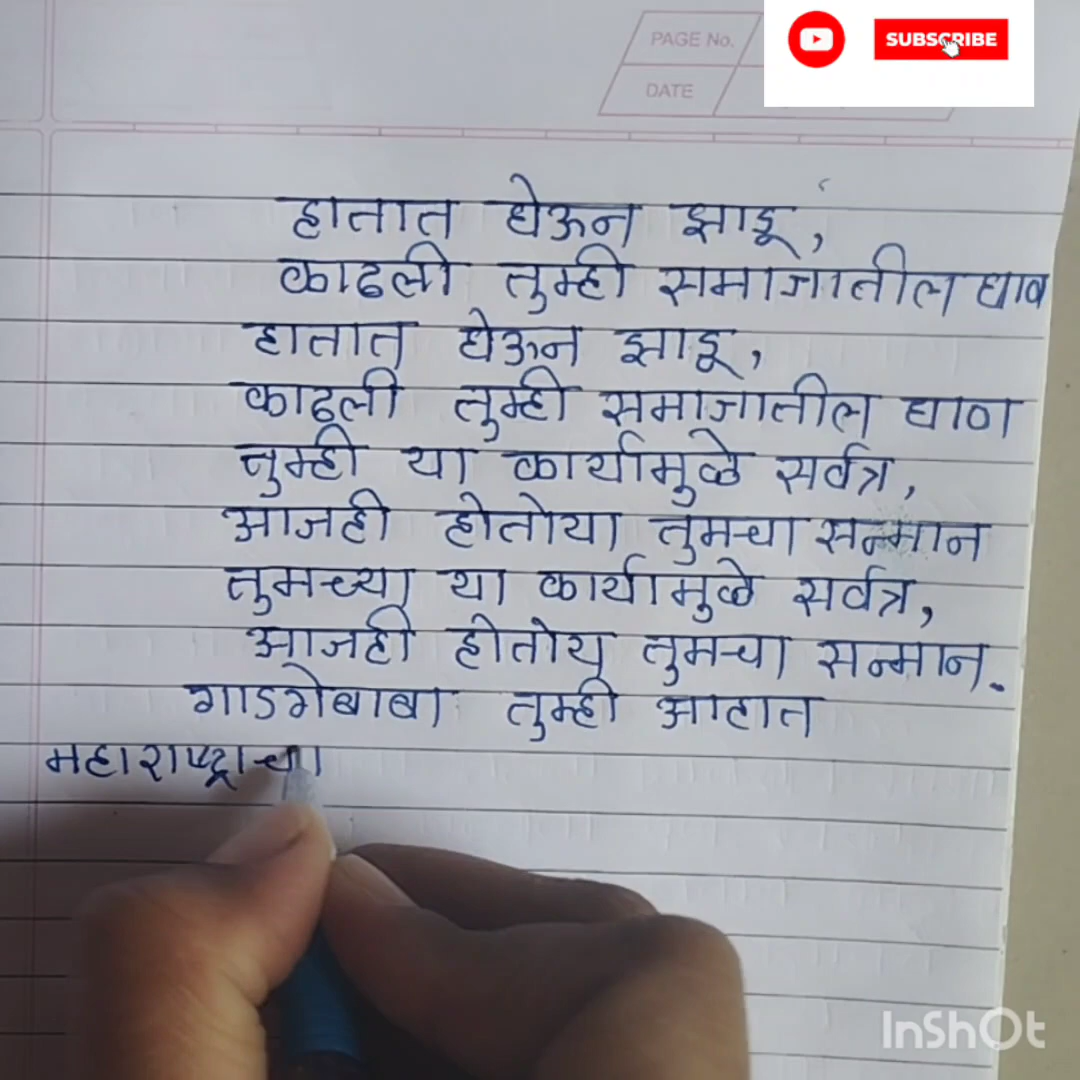 PAGE No.
DATE
SUBSCRIBE
हातात घेऊन झाडू,
काढली तुम्ही समाजातील घाण
हातात घेऊन झाडू,
काढली तुम्ही समाजातील घाण
तुम्ही या कार्यामुळे सर्वत्र,
आजही होतोया तुमचा सन्मान
तुमच्या या कार्यामुळे सर्वत्र,
आजही होतोय तुमचा सन्मान.
गाडगेबाबा तुम्ही आहात
महाराष्ट्राचा
InShOt